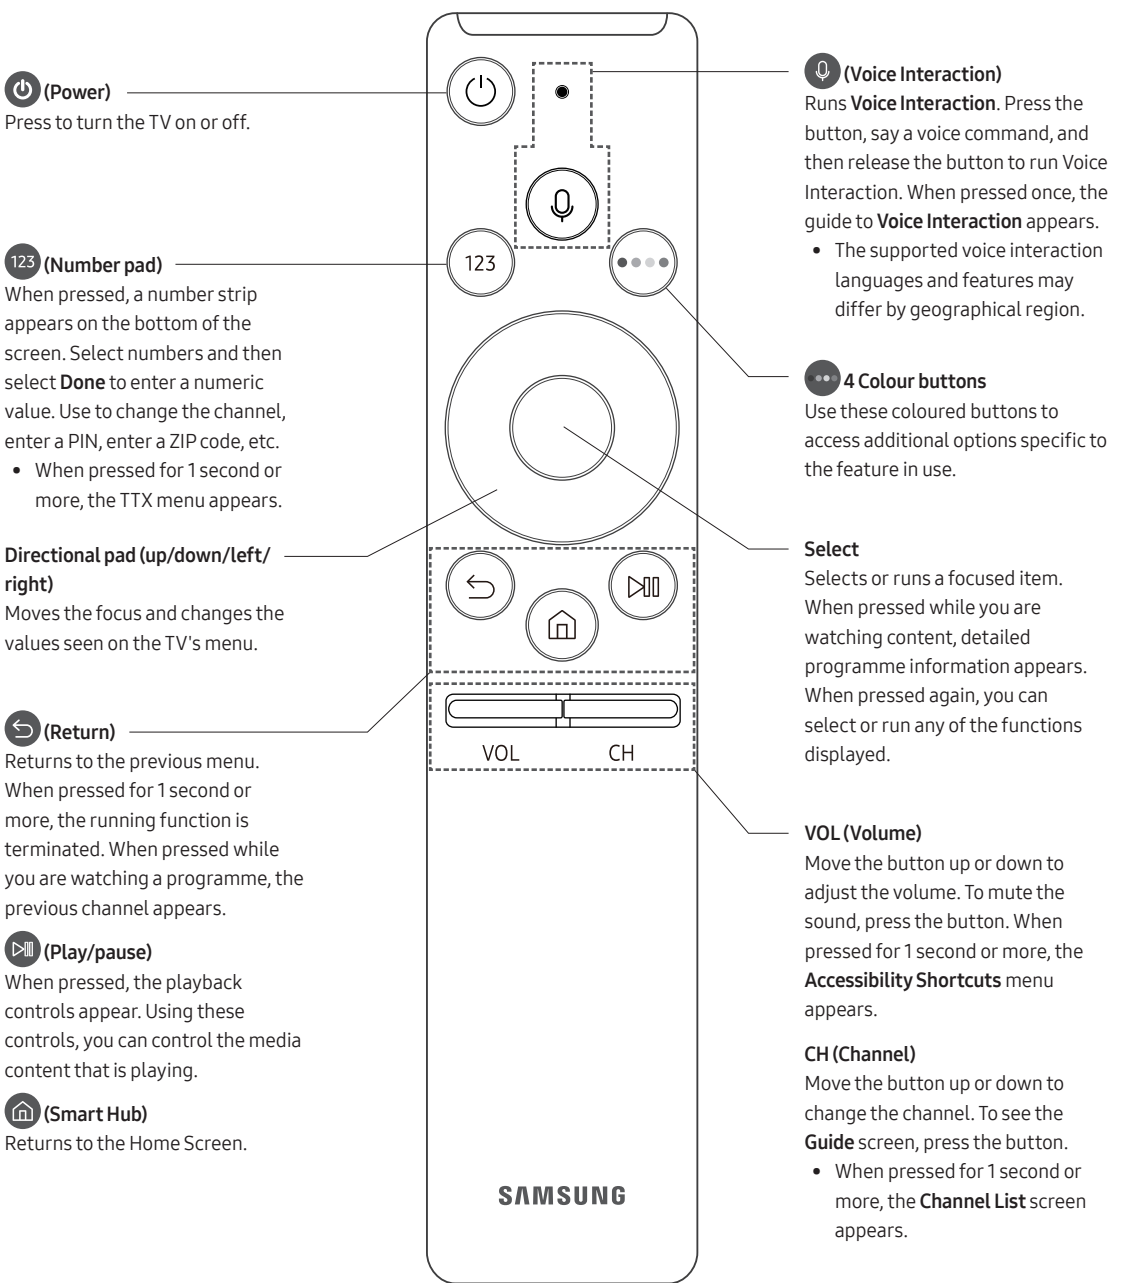 (Power)
Press to turn the TV on or off.
123 (Number pad)
When pressed, a number strip
appears on the bottom of the
screen. Select numbers and then
select Done to enter a numeric
value. Use to change the channel,
enter a PIN, enter a ZIP code, etc.
• When pressed for 1 second or
more, the TTX menu appears.
Directional pad (up/down/left/
right)
Moves the focus and changes the
values seen on the TV's menu.
(Return)
Returns to the previous menu.
When pressed for 1 second or
more, the running function is
terminated. When pressed while
you are watching a programme, the
previous channel appears.
(Play/pause)
When pressed, the playback
controls appear. Using these
controls, you can control the media
content that is playing.
(Smart Hub)
Returns to the Home Screen.
123
VOL CH
SAMSUNG
(Voice Interaction)
Runs Voice Interaction. Press the
button, say a voice command, and
then release the button to run Voice
Interaction. When pressed once, the
guide to Voice Interaction appears.
• The supported voice interaction
languages and features may
differ by geographical region.
4 Colour buttons
Use these coloured buttons to
access additional options specific to
the feature in use.
Select
Selects or runs a focused item.
When pressed while you are
watching content, detailed
programme information appears.
When pressed again, you can
select or run any of the functions
displayed.
VOL (Volume)
Move the button up or down to
adjust the volume. To mute the
sound, press the button. When
pressed for 1 second or more, the
Accessibility Shortcuts menu
appears.
CH (Channel)
Move the button up or down to
change the channel. To see the
Guide screen, press the button.
• When pressed for 1 second or
more, the Channel List screen
appears.